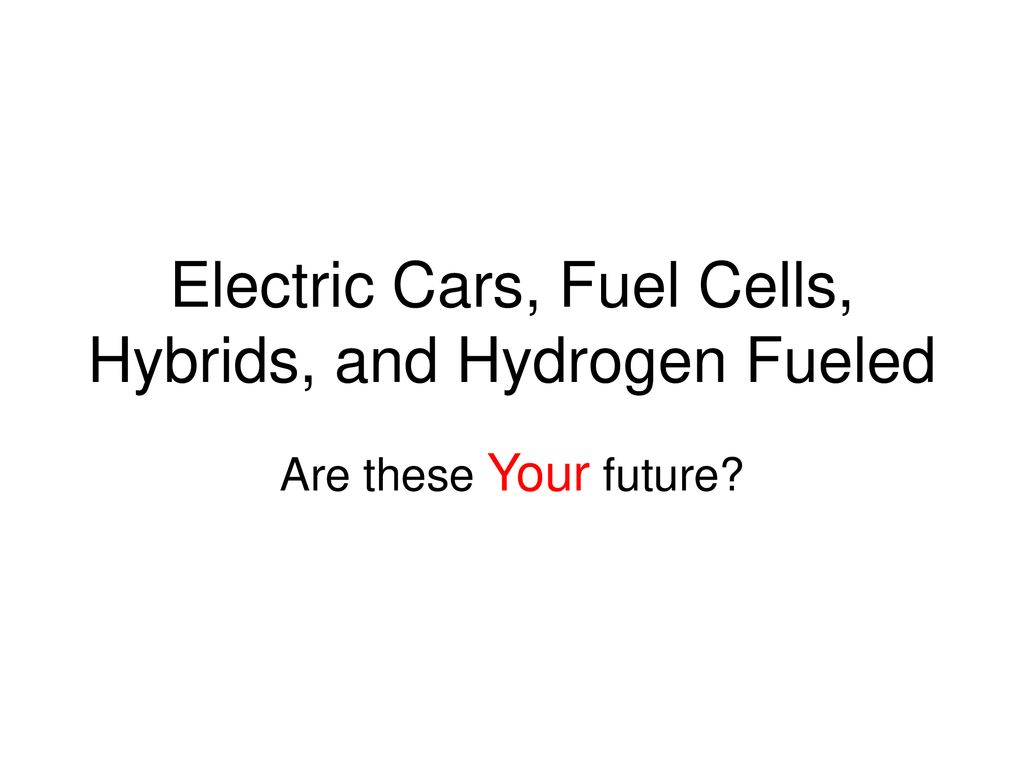 Electric Cars, Fuel Cells,
Hybrids, and Hydrogen Fueled
Are these Your future?